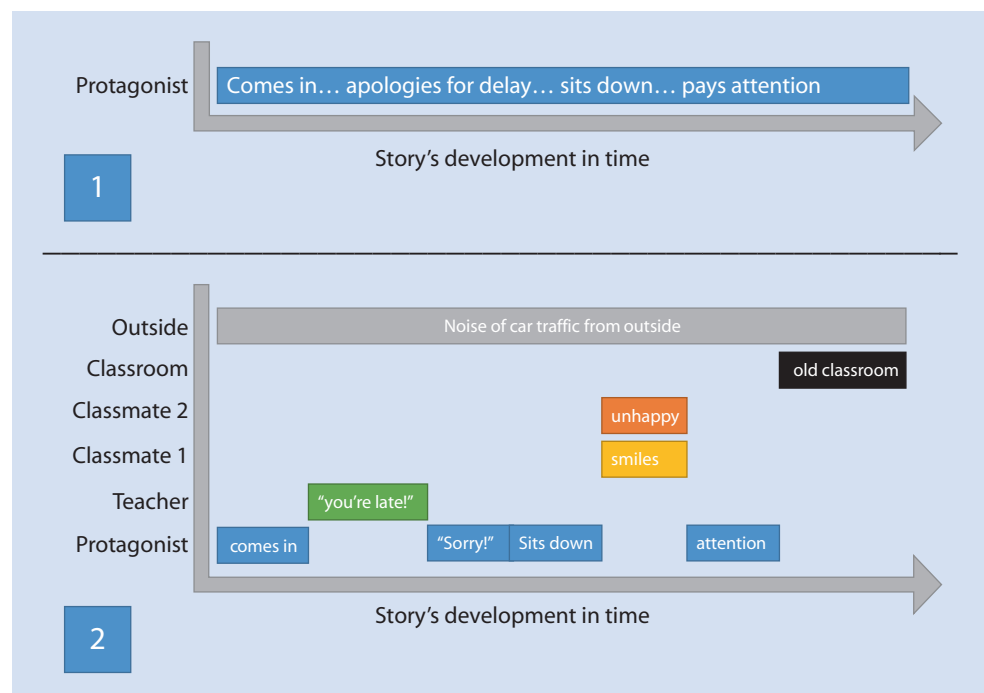 Protagonist
Comes in… apologies for delay… sits down… pays attention
Story’s development in time
1
Outside
Noise of car traffic from outside
Classroom
old classroom
Classmate 2
unhappy
Classmate 1
smiles
Teacher
“you’re late!”
Protagonist
comes in
“Sorry!”
Sits down
attention
Story’s development in time
2